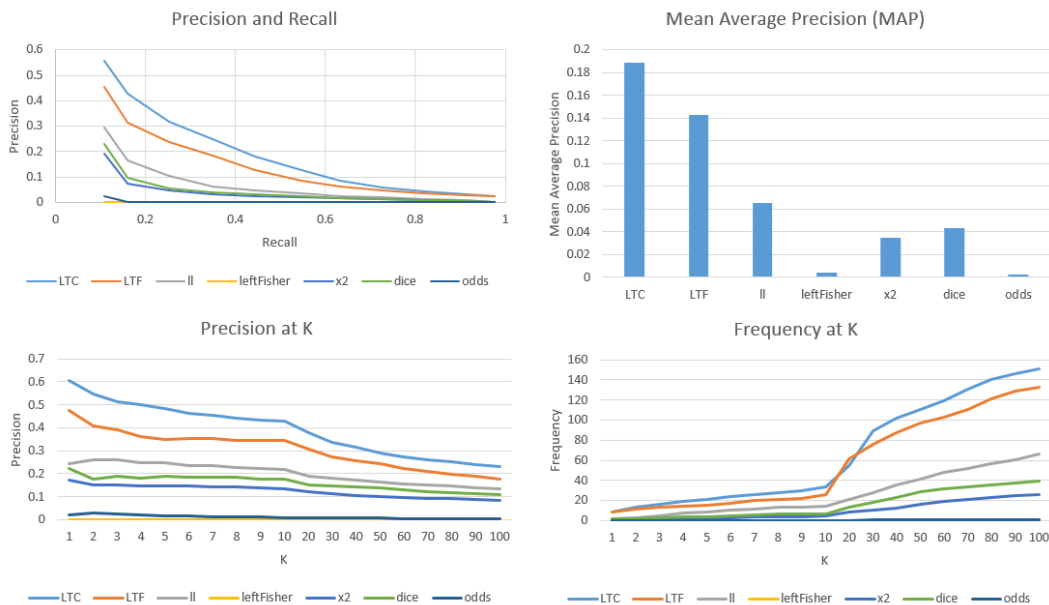 Precision and Recall
0.6
0.5
0.4
0.3
0.2
0.1
0
Precision
0 0.2 0.4 0.6 0.8 1
Recall
LTC LTF ll leftFisher x2 dice odds
Mean Average Precision (MAP)
0.2
0.18
0.16
0.14
0.12
0.1
0.08
0.06
0.04
0.02
0
Mean Average Precision
LTC LTF ll leftFisher x2 dice odds
Precision at K
0.7
0.6
0.5
0.4
0.3
0.2
0.1
0
Precision
1 2 3 4 5 6 7 8 9 10 20 30 40 50 60 70 80 90 100
K
LTC LTF ll leftFisher x2 dice odds
Frequency at K
160
140
120
100
80
60
40
20
0
Frequency
1 2 3 4 5 6 7 8 9 10 20 30 40 50 60 70 80 90 100
K
LTC LTF ll leftFisher x2 dice odds